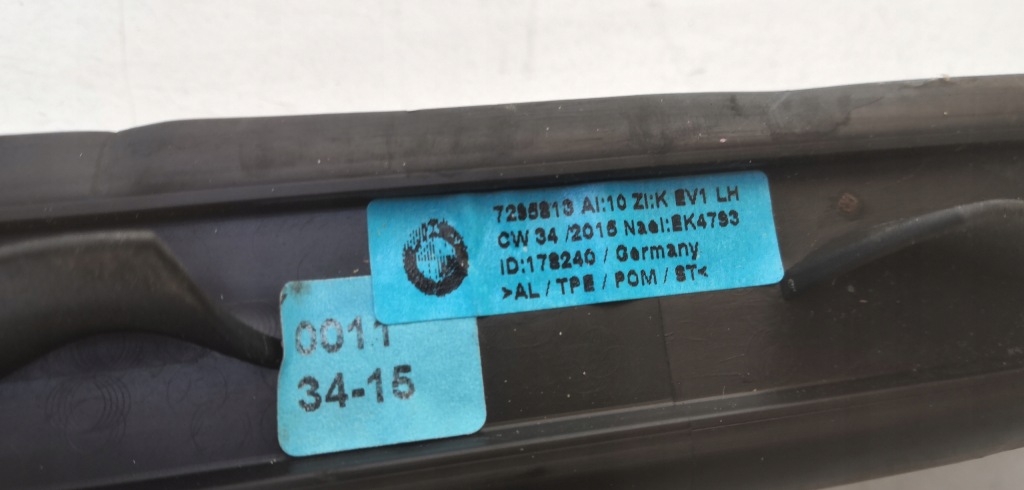 7295813 AI:10 ZI:K EV1 LH
CW 34 /2015 Nael:EK4793
ID:178240 / Germany
>AL / TPE / POM / ST<
0011
34-15